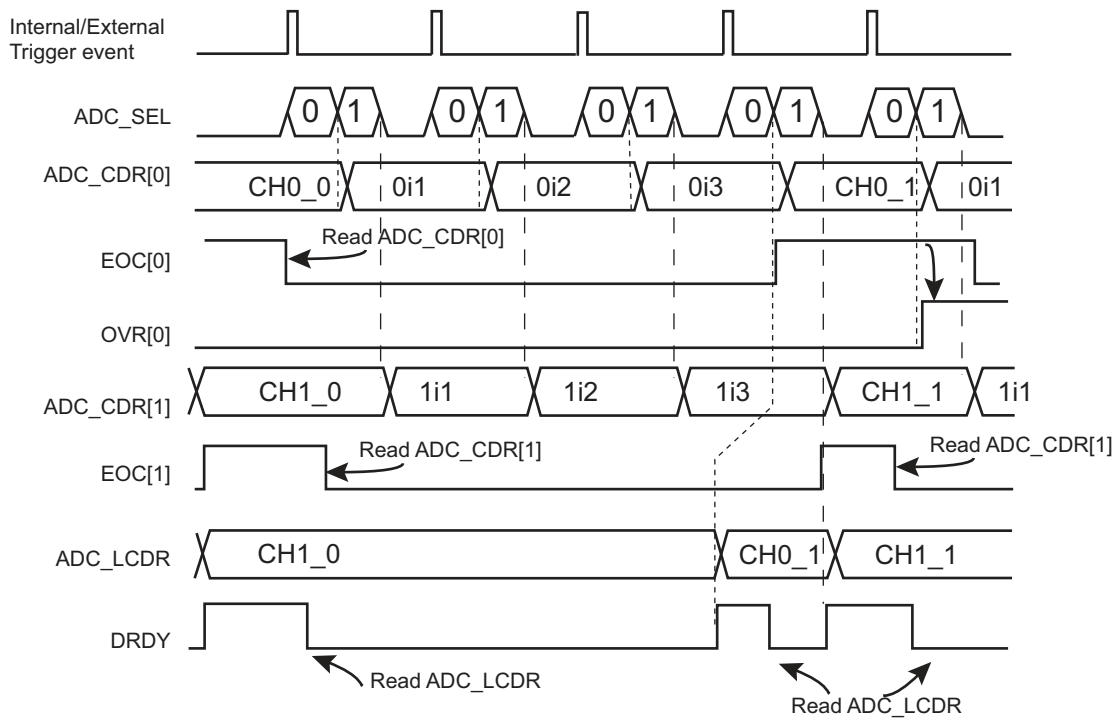 Internal/External
Trigger event
ADC_SEL
0 1 0 1 0 1 0 1 0 1
ADC_CDR[0]
CH0_0 0i1 0i2 0i3 CH0_1 0i1
Read ADC_CDR[0]
EOC[0]
OVR[0]
ADC_CDR[1]
CH1_0 1i1 1i2 1i3 CH1_1 1i1
Read ADC_CDR[1]
Read ADC_CDR[1]
EOC[1]
ADC_LCDR
CH1_0 CH0_1 CH1_1
DRDY
Read ADC_LCDR
Read ADC_LCDR